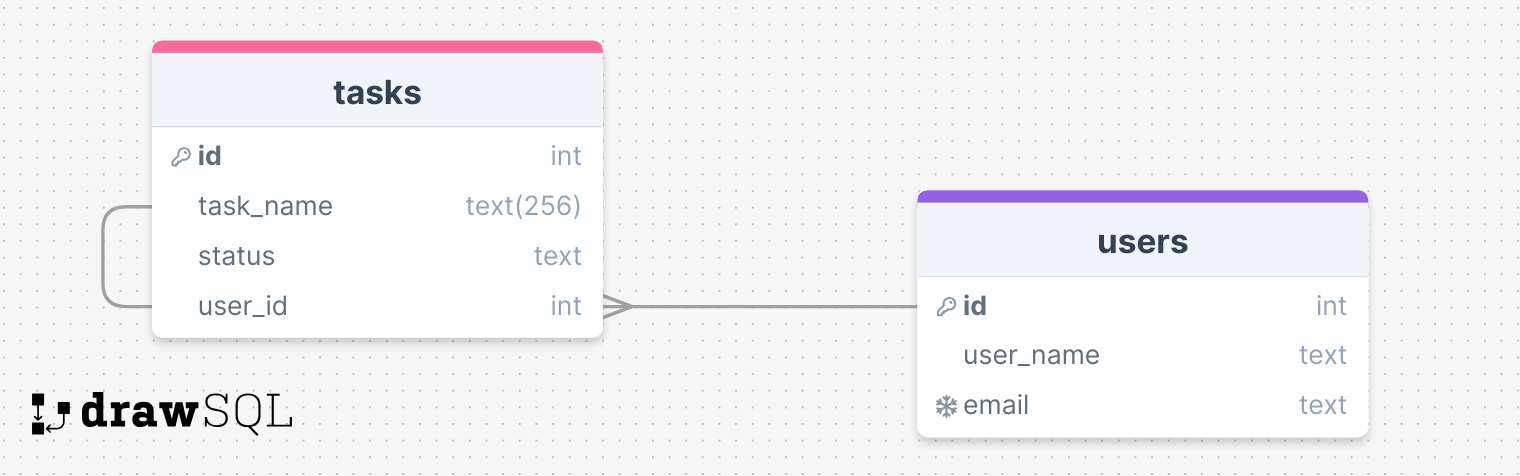 tasks
id int
task_name text(256)
status text
user_id int
users
id int
user_name text
email text
drawSQL